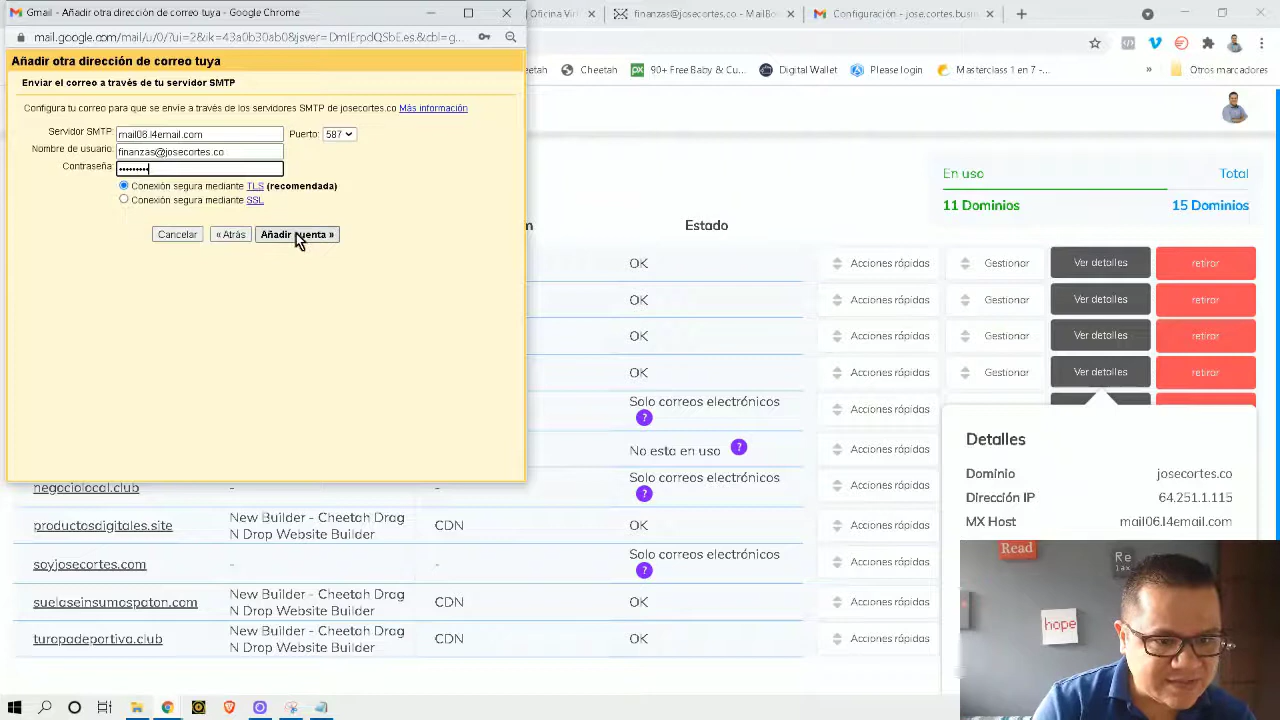 Gmail - Añadir otra dirección de correo tuya - Google Chrome
mail.google.com/mail/u/0/?ui=2&ik=43a0b30ab0&jsver=DmIErpdQSbE.es.&cbl=g...
Oficina Vir
finanzas@josecortes.co - MailBo
Configuración - jose.cortes.busi
eetah
Cheetah
90+ Free Baby & Cu...
Digital Wallet
Please login
Masterclass 1 en 7 -...
»
Otros marcadores
Añadir otra dirección de correo tuya
Enviar el correo a través de tu servidor SMTP
Configura tu correo para que se envíe a través de los servidores SMTP de josecortes.co Más información
Servidor SMTP: mail06.l4email.com Puerto: 587
Nombre de usuario: finanzas@josecortes.co
Contraseña: •••••••••
Conexión segura mediante TLS (recomendada)
Conexión segura mediante SSL
Cancelar
« Atrás
Añadir cuenta »
En uso Total
11 Dominios 15 Dominios
Estado
OK Acciones rápidas Gestionar Ver detalles retirar
OK Acciones rápidas Gestionar Ver detalles retirar
OK Acciones rápidas Gestionar Ver detalles retirar
OK Acciones rápidas Gestionar Ver detalles retirar
Solo correos electrónicos ? Acciones rápidas
No esta en uso ? Acciones rápidas
negociolocal.club - - Solo correos electrónicos ? Acciones rápidas
productosdigitales.site New Builder - Cheetah Drag N Drop Website Builder CDN OK Acciones rápidas
soyjosecortes.com - - Solo correos electrónicos ? Acciones rápidas
suelaseinsumospaton.com New Builder - Cheetah Drag N Drop Website Builder CDN OK Acciones rápidas
turopadeportiva.club New Builder - Cheetah Drag N Drop Website Builder CDN OK Acciones rápidas
Detalles
Dominio josecortes.co
Dirección IP 64.251.1.115
MX Host mail06.l4email.com
Read
Re
lax
hope